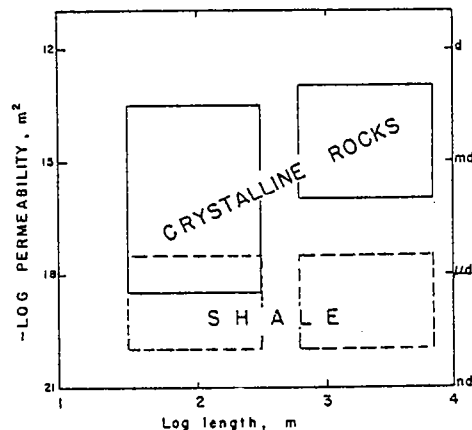 12
15
18
21
~LOG PERMEABILITY, m²
d
md
μd
nd
CRYSTALLINE ROCKS
SHALE
1
2
3
4
Log length, m